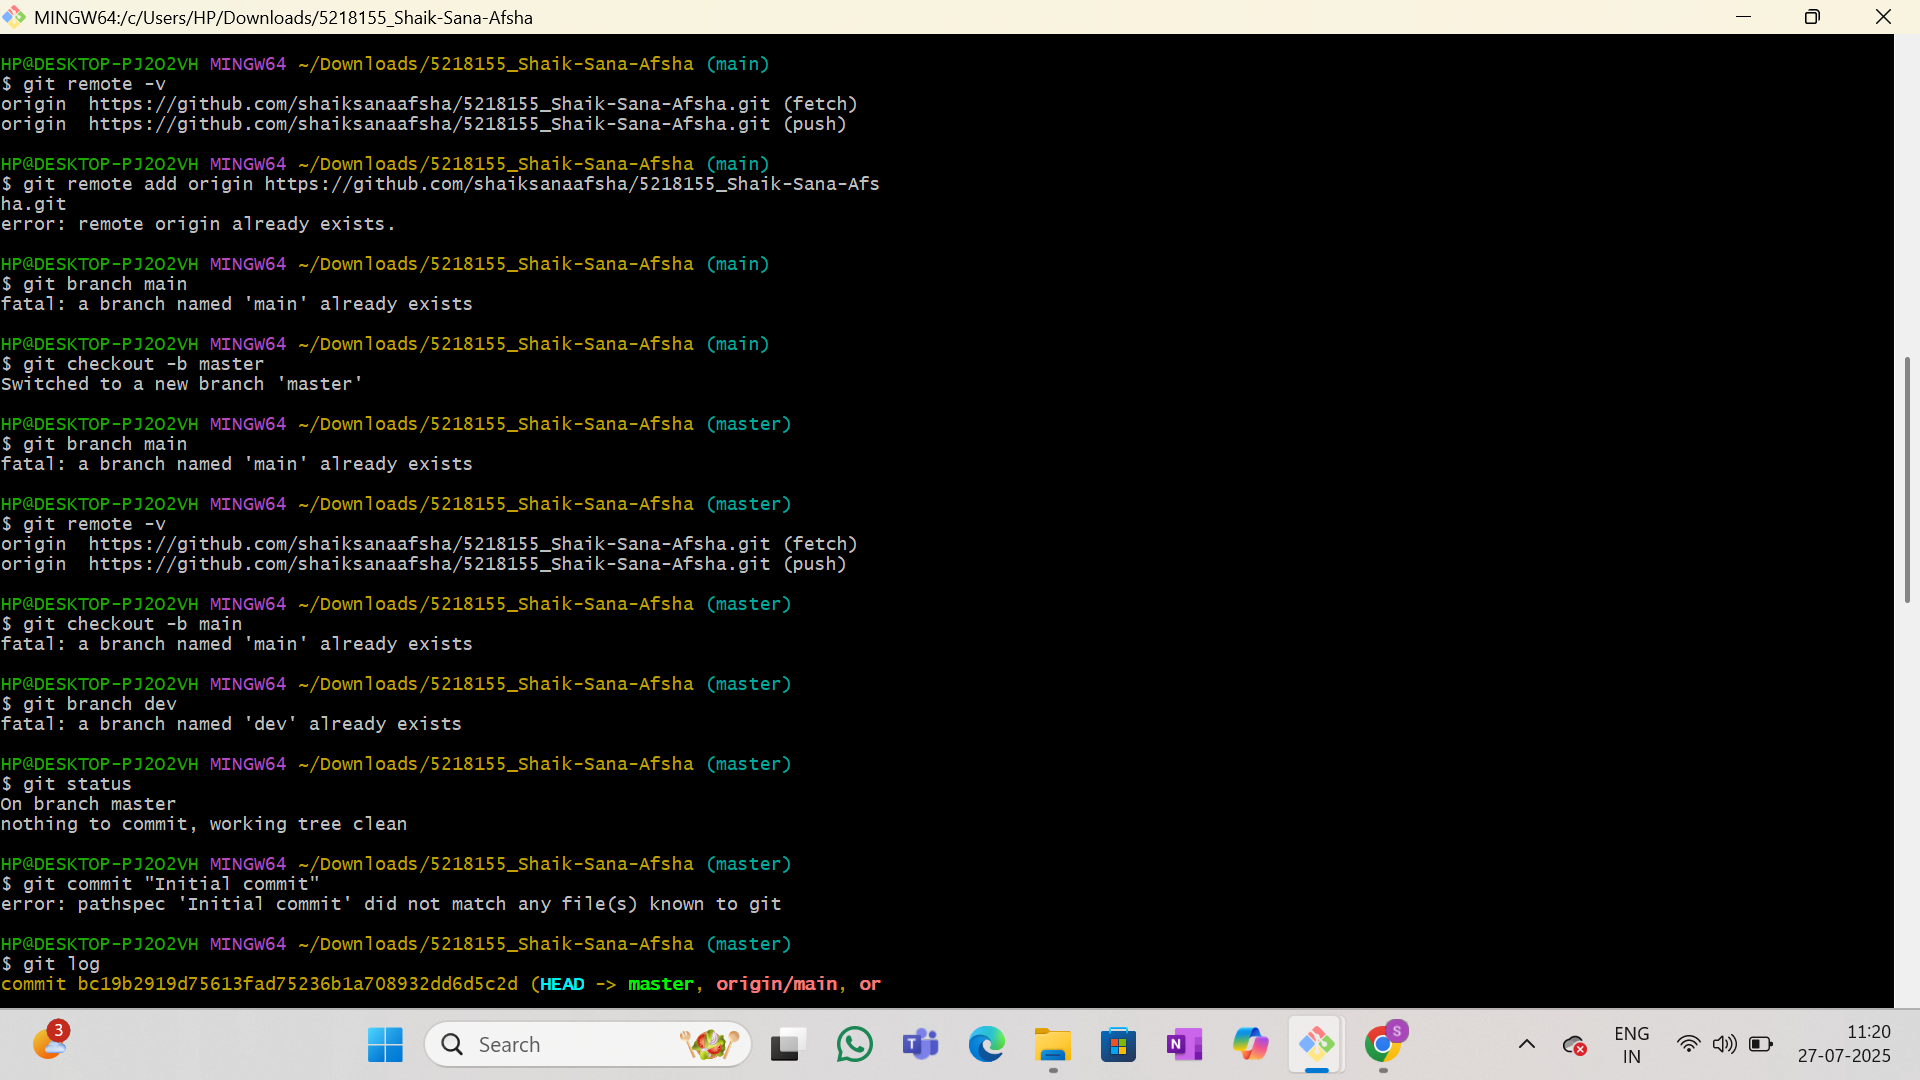 MINGW64:/c/Users/HP/Downloads/5218155_Shaik-Sana-Afsha
HP@DESKTOP-PJ2O2VH MINGW64 ~/Downloads/5218155_Shaik-Sana-Afsha (main)
$ git remote -v
origin  https://github.com/shaiksanaafsha/5218155_Shaik-Sana-Afsha.git (fetch)
origin  https://github.com/shaiksanaafsha/5218155_Shaik-Sana-Afsha.git (push)
HP@DESKTOP-PJ2O2VH MINGW64 ~/Downloads/5218155_Shaik-Sana-Afsha (main)
$ git remote add origin https://github.com/shaiksanaafsha/5218155_Shaik-Sana-Afs
ha.git
error: remote origin already exists.
HP@DESKTOP-PJ2O2VH MINGW64 ~/Downloads/5218155_Shaik-Sana-Afsha (main)
$ git branch main
fatal: a branch named 'main' already exists
HP@DESKTOP-PJ2O2VH MINGW64 ~/Downloads/5218155_Shaik-Sana-Afsha (main)
$ git checkout -b master
Switched to a new branch 'master'
HP@DESKTOP-PJ2O2VH MINGW64 ~/Downloads/5218155_Shaik-Sana-Afsha (master)
$ git branch main
fatal: a branch named 'main' already exists
HP@DESKTOP-PJ2O2VH MINGW64 ~/Downloads/5218155_Shaik-Sana-Afsha (master)
$ git remote -v
origin  https://github.com/shaiksanaafsha/5218155_Shaik-Sana-Afsha.git (fetch)
origin  https://github.com/shaiksanaafsha/5218155_Shaik-Sana-Afsha.git (push)
HP@DESKTOP-PJ2O2VH MINGW64 ~/Downloads/5218155_Shaik-Sana-Afsha (master)
$ git checkout -b main
fatal: a branch named 'main' already exists
HP@DESKTOP-PJ2O2VH MINGW64 ~/Downloads/5218155_Shaik-Sana-Afsha (master)
$ git branch dev
fatal: a branch named 'dev' already exists
HP@DESKTOP-PJ2O2VH MINGW64 ~/Downloads/5218155_Shaik-Sana-Afsha (master)
$ git status
On branch master
nothing to commit, working tree clean
HP@DESKTOP-PJ2O2VH MINGW64 ~/Downloads/5218155_Shaik-Sana-Afsha (master)
$ git commit "Initial commit"
error: pathspec 'Initial commit' did not match any file(s) known to git
HP@DESKTOP-PJ2O2VH MINGW64 ~/Downloads/5218155_Shaik-Sana-Afsha (master)
$ git log
commit bc19b2919d75613fad75236b1a708932dd6d5c2d (HEAD -> master, origin/main, or
3
Search
T
N
S
ENG
IN
11:20
27-07-2025